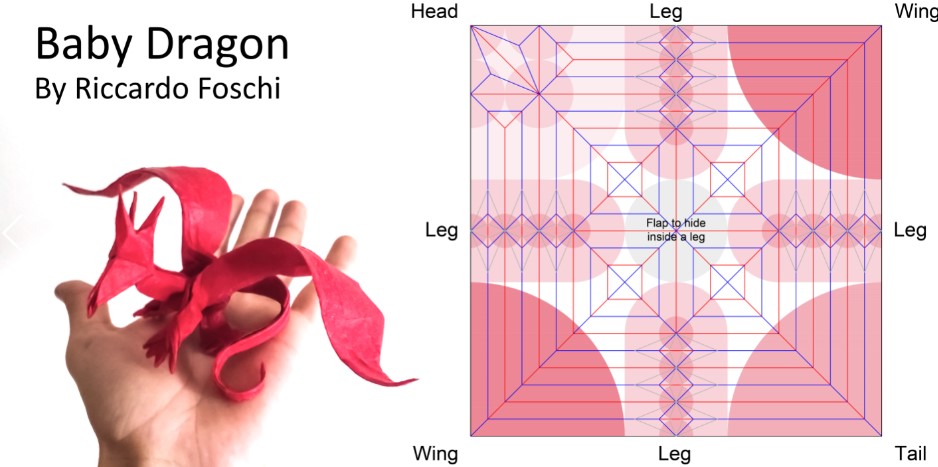 Baby Dragon
By Riccardo Foschi
Head
Leg
Wing
Leg
Flap to hide
inside a leg
Leg
Wing
Leg
Tail